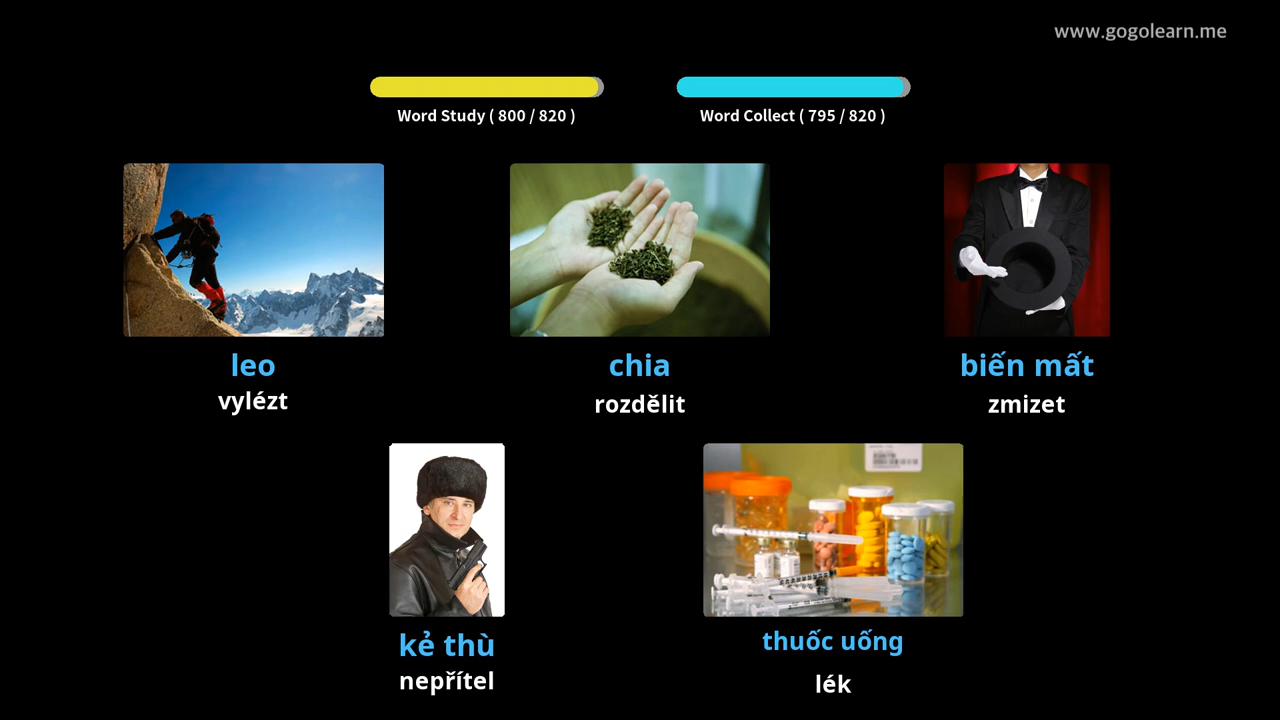 www.gogolearn.me
Word Study ( 800 / 820 )
Word Collect ( 795 / 820 )
leo
vylézt
chia
rozdělit
biến mất
zmizet
kẻ thù
nepřítel
thuốc uống
lék